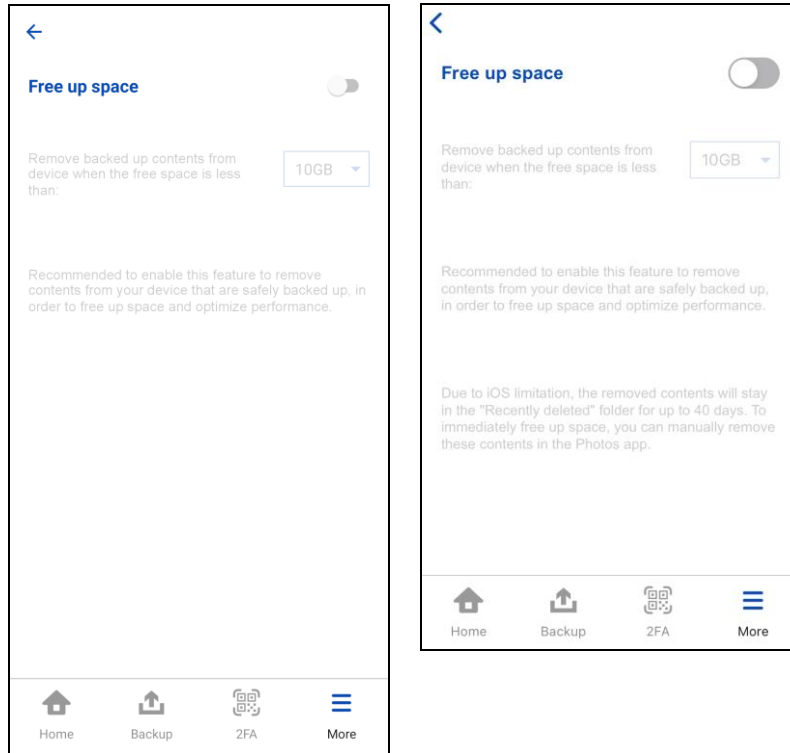 Free up space
Remove backed up contents from
device when the free space is less
than:
10GB
Recommended to enable this feature to remove
contents from your device that are safely backed up, in
order to free up space and optimize performance.
Home
Backup
2FA
More
Free up space
Remove backed up contents from
device when the free space is less
than:
10GB
Recommended to enable this feature to remove
contents from your device that are safely backed up,
in order to free up space and optimize performance.
Due to iOS limitation, the removed contents will stay
in the "Recently deleted" folder for up to 40 days. To
immediately free up space, you can manually remove
these contents in the Photos app.
Home
Backup
2FA
More